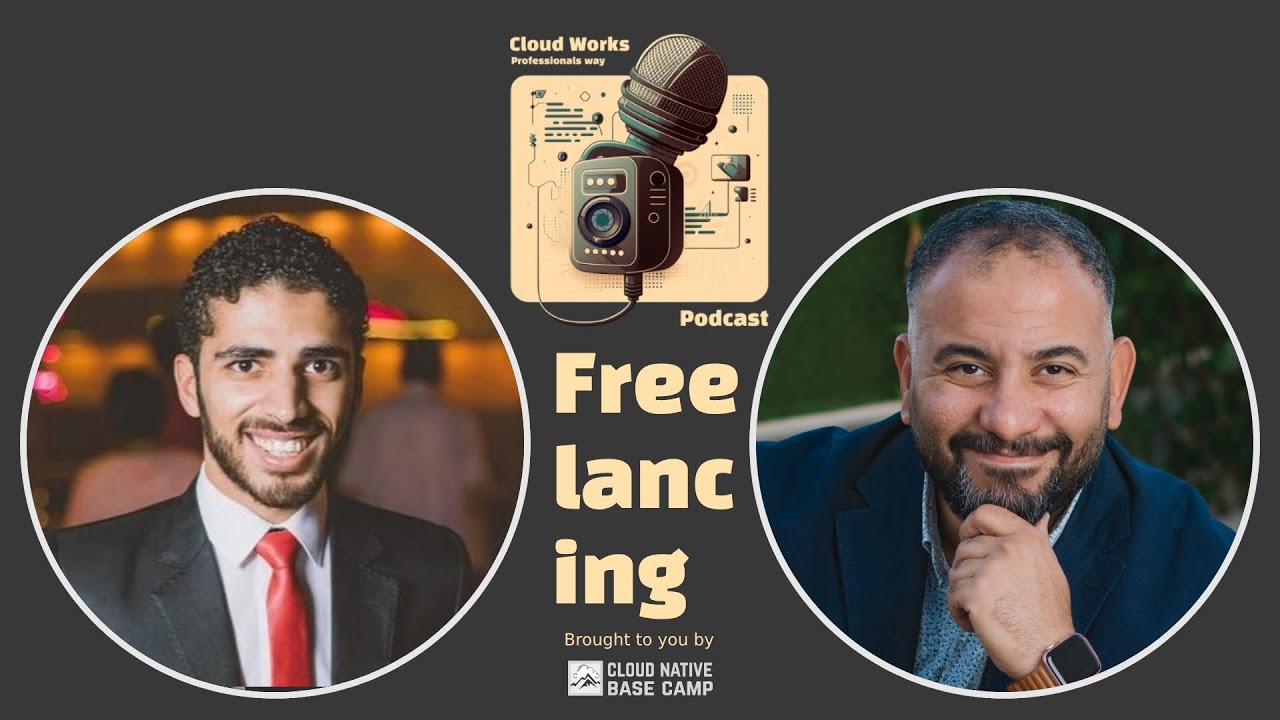 Cloud Works
Professionals way
Podcast
Free
lanc
ing
Brought to you by
CLOUD NATIVE
BASE CAMP